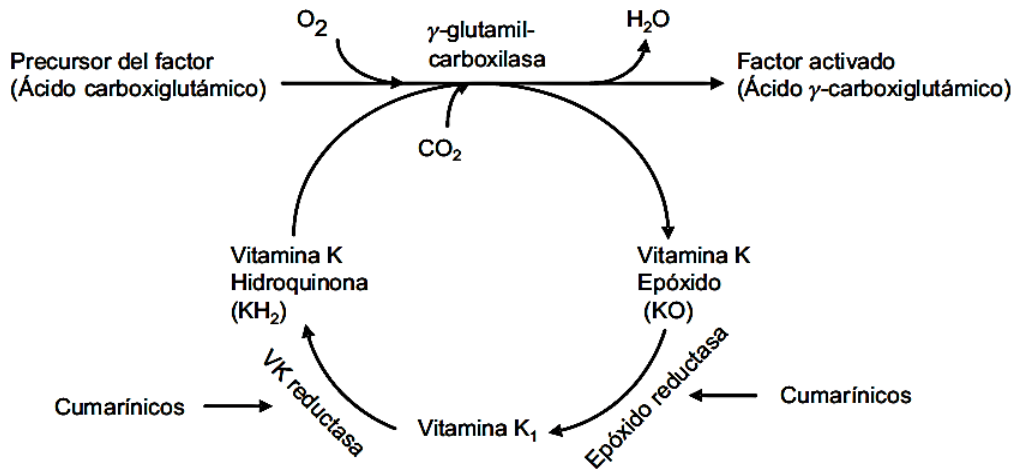 O₂
γ-glutamil-
carboxilasa
H₂O
Precursor del factor
(Ácido carboxiglutámico)
Factor activado
(Ácido γ-carboxiglutámico)
CO₂
Vitamina K
Hidroquinona
(KH₂)
Vitamina K
Epóxido
(KO)
VK reductasa
Epóxido reductasa
Cumarínicos
Cumarínicos
Vitamina K₁